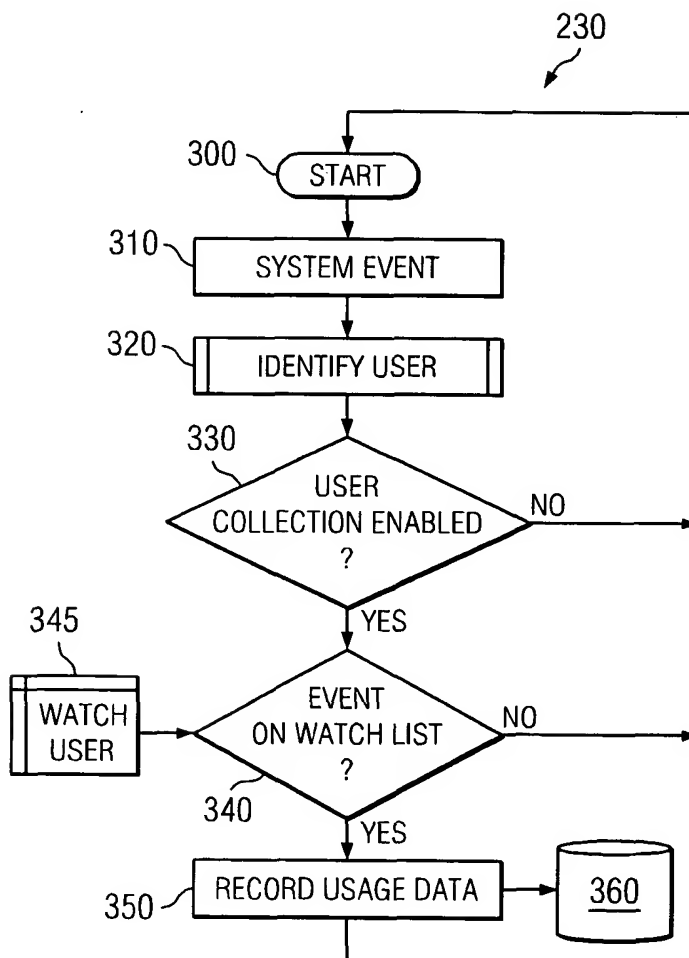 230
300
START
310
SYSTEM EVENT
320
IDENTIFY USER
330
USER
COLLECTION ENABLED
?
NO
YES
345
WATCH
USER
EVENT
ON WATCH LIST
?
NO
340
YES
350
RECORD USAGE DATA
360